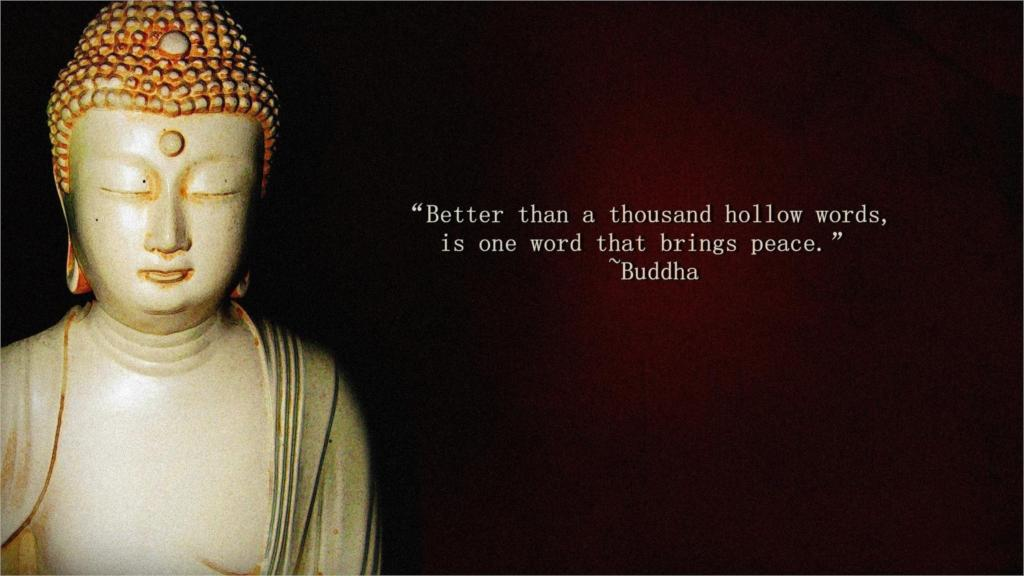 “Better than a thousand hollow words,
is one word that brings peace.”
~Buddha